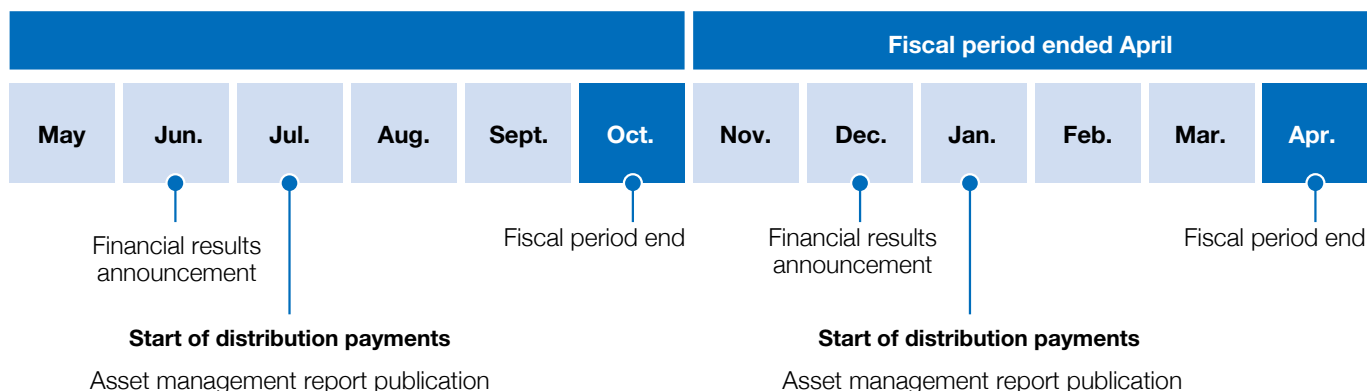 Fiscal period ended April
May Jun. Jul. Aug. Sept. Oct. Nov. Dec. Jan. Feb. Mar. Apr.
Financial results
announcement
Fiscal period end
Financial results
announcement
Fiscal period end
Start of distribution payments
Asset management report publication
Start of distribution payments
Asset management report publication